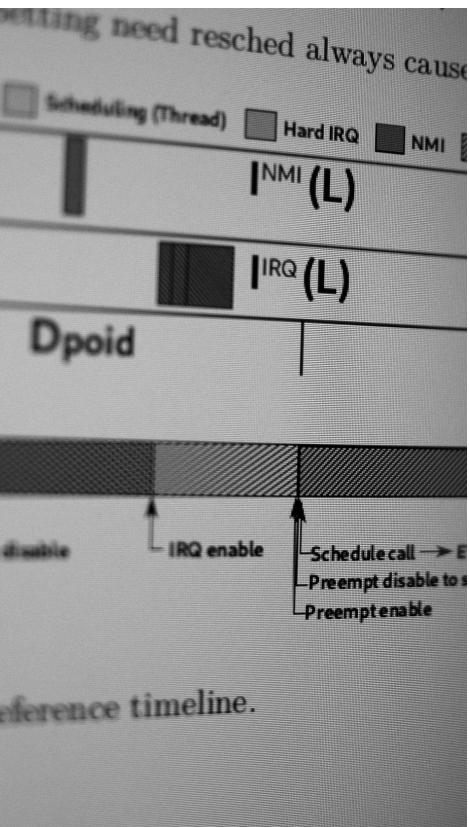 setting need resched always cause
Scheduling (Thread) Hard IRQ NMI
I^NMI (L)
I^IRQ (L)
Dpoid
disable IRQ enable Schedule call → E
Preempt disable to s
Preempt enable
eference timeline.